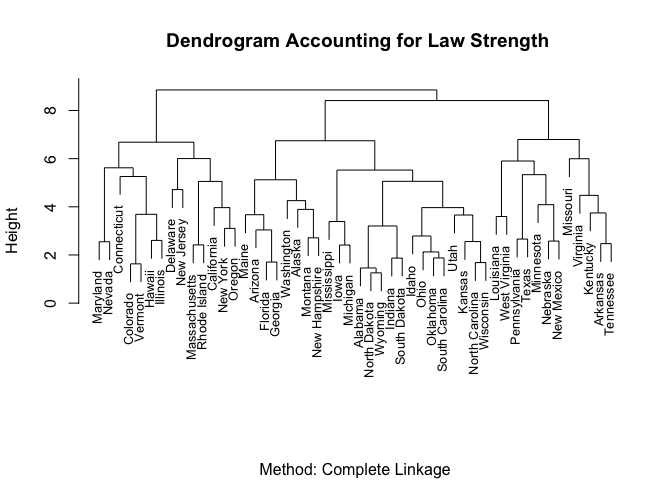 Dendrogram Accounting for Law Strength
Height
8
6
4
2
0
Maryland
Nevada
Connecticut
Colorado
Vermont
Hawaii
Illinois
Delaware
New Jersey
Massachusetts
Rhode Island
California
New York
Oregon
Maine
Arizona
Florida
Georgia
Washington
Alaska
Montana
New Hampshire
Mississippi
Iowa
Michigan
Alabama
North Dakota
Wyoming
Indiana
South Dakota
Idaho
Ohio
Oklahoma
South Carolina
Utah
Kansas
North Carolina
Wisconsin
Louisiana
West Virginia
Pennsylvania
Texas
Minnesota
Nebraska
New Mexico
Missouri
Virginia
Kentucky
Arkansas
Tennessee
Method: Complete Linkage